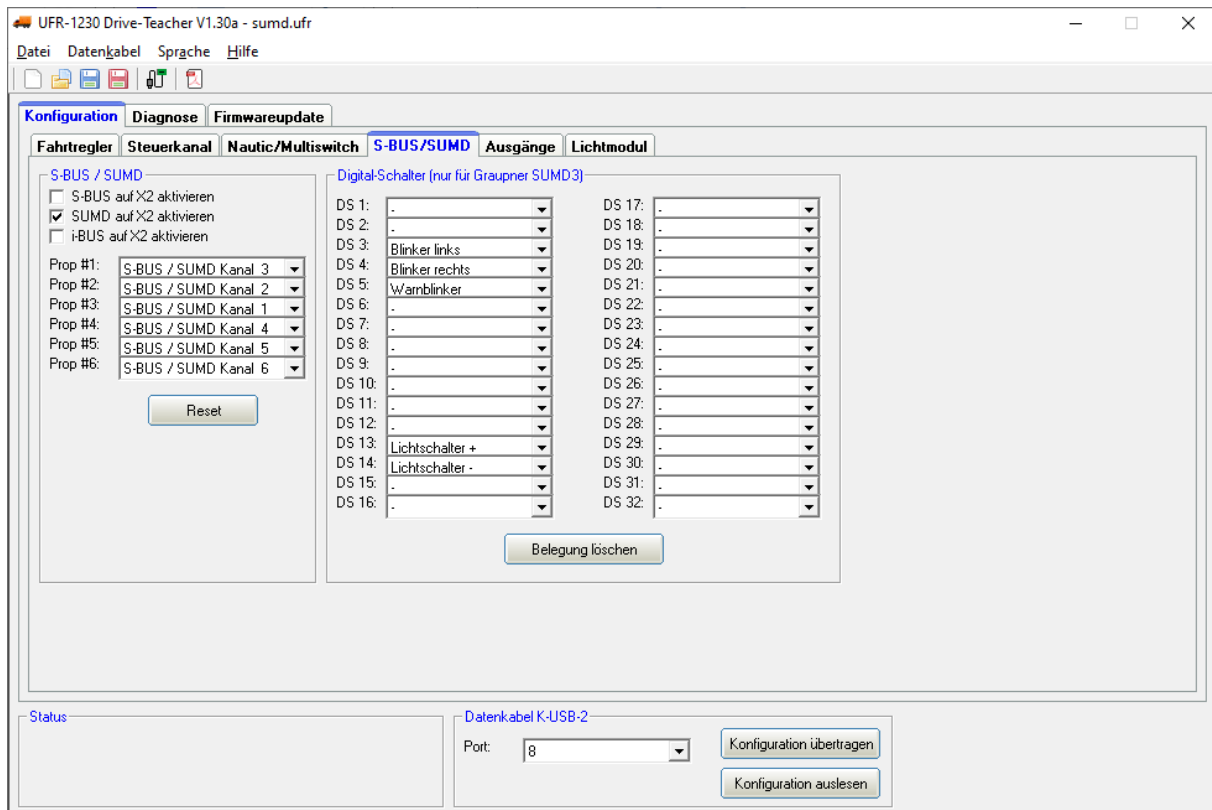 UFR-1230 Drive-Teacher V1.30a - sumd.ufr
Datei Datenkabel Sprache Hilfe
Konfiguration Diagnose Firmwareupdate
Fahrtregler Steuerkanal Nautic/Multiswitch S-BUS/SUMD Ausgänge Lichtmodul
S-BUS / SUMD
S-BUS auf X2 aktivieren
SUMD auf X2 aktivieren
i-BUS auf X2 aktivieren
Prop #1: S-BUS / SUMD Kanal 3
Prop #2: S-BUS / SUMD Kanal 2
Prop #3: S-BUS / SUMD Kanal 1
Prop #4: S-BUS / SUMD Kanal 4
Prop #5: S-BUS / SUMD Kanal 5
Prop #6: S-BUS / SUMD Kanal 6
Reset
Digital-Schalter (nur für Graupner SUMD3)
DS 1: -
DS 2: -
DS 3: Blinker links
DS 4: Blinker rechts
DS 5: Warnblinker
DS 6: -
DS 7: -
DS 8: -
DS 9: -
DS 10: -
DS 11: -
DS 12: -
DS 13: Lichtschalter +
DS 14: Lichtschalter -
DS 15: -
DS 16: -
DS 17: -
DS 18: -
DS 19: -
DS 20: -
DS 21: -
DS 22: -
DS 23: -
DS 24: -
DS 25: -
DS 26: -
DS 27: -
DS 28: -
DS 29: -
DS 30: -
DS 31: -
DS 32: -
Belegung löschen
Status
Datenkabel K-USB-2
Port: 8
Konfiguration übertragen
Konfiguration auslesen